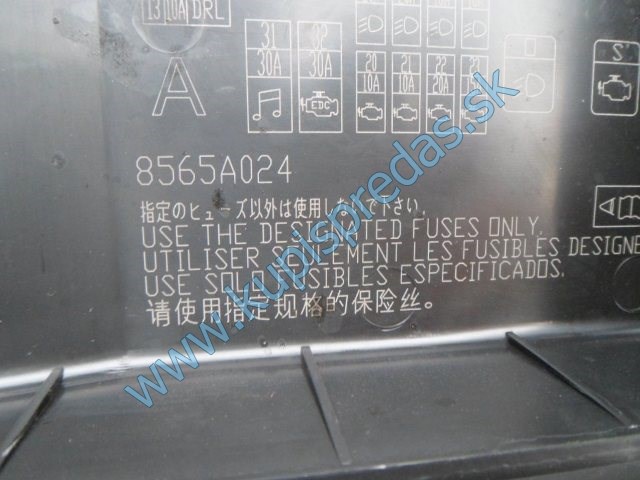 13 10A DRL
31 32
30A 30A
EDC
20 21 22 23
10A 10A 20A
S
A
8565A024
指定のヒューズ以外は使用しないで下さい。
USE THE DESIGNATED FUSES ONLY.
UTILISER SEULEMENT LES FUSIBLES DESIGNE
USE SOLO FUSIBLES ESPECIFICADOS.
请使用指定规格的保险丝。
www.kupispredas.sk